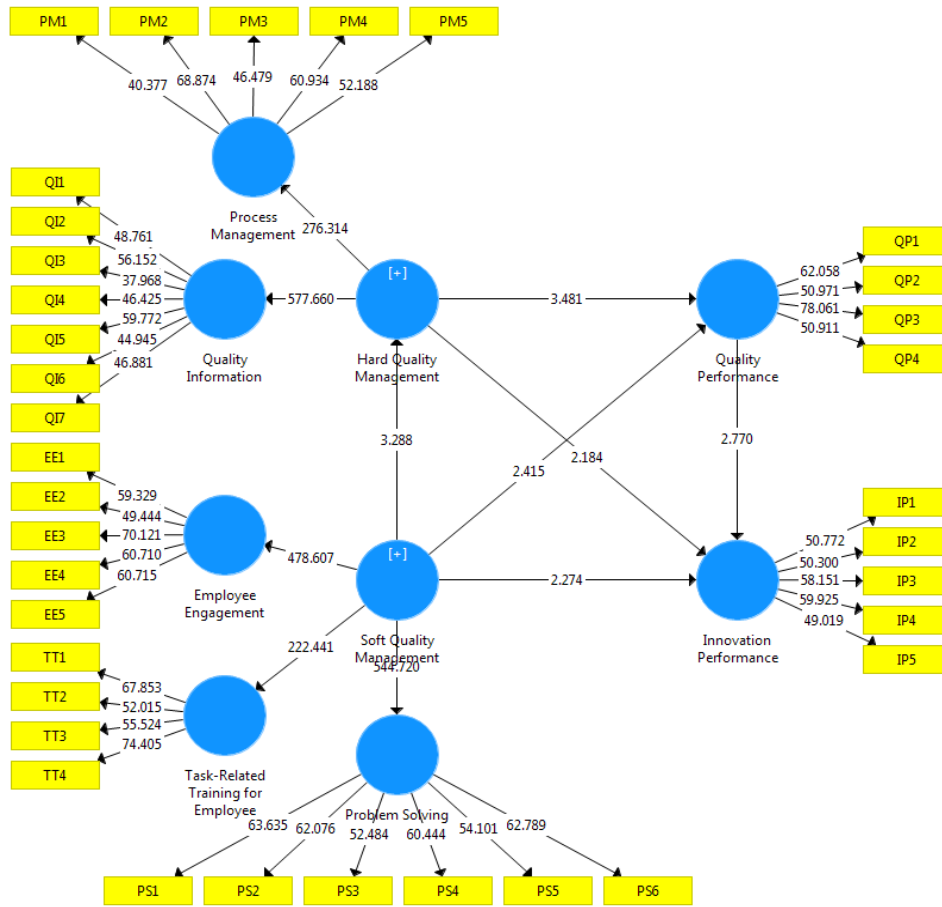 PM1 PM2 PM3 PM4 PM5
40.377 68.874 46.479 60.934 52.188
Process
Management
276.314
QI1
QI2
QI3
QI4
QI5
QI6
QI7
48.761
56.152
37.968
46.425
59.772
44.945
46.881
Quality
Information
577.660
[+]
Hard Quality
Management
3.481
Quality
Performance
QP1
QP2
QP3
QP4
62.058
50.971
78.061
50.911
3.288
2.415
2.184
2.770
EE1
EE2
EE3
EE4
EE5
59.329
49.444
70.121
60.710
60.715
Employee
Engagement
478.607
[+]
Soft Quality
Management
2.274
Innovation
Performance
IP1
IP2
IP3
IP4
IP5
50.772
50.300
58.151
59.925
49.019
222.441
544.720
TT1
TT2
TT3
TT4
67.853
52.015
55.524
74.405
Task-Related
Training for
Employee
Problem Solving
63.635 62.076 52.484 60.444 54.101 62.789
PS1 PS2 PS3 PS4 PS5 PS6